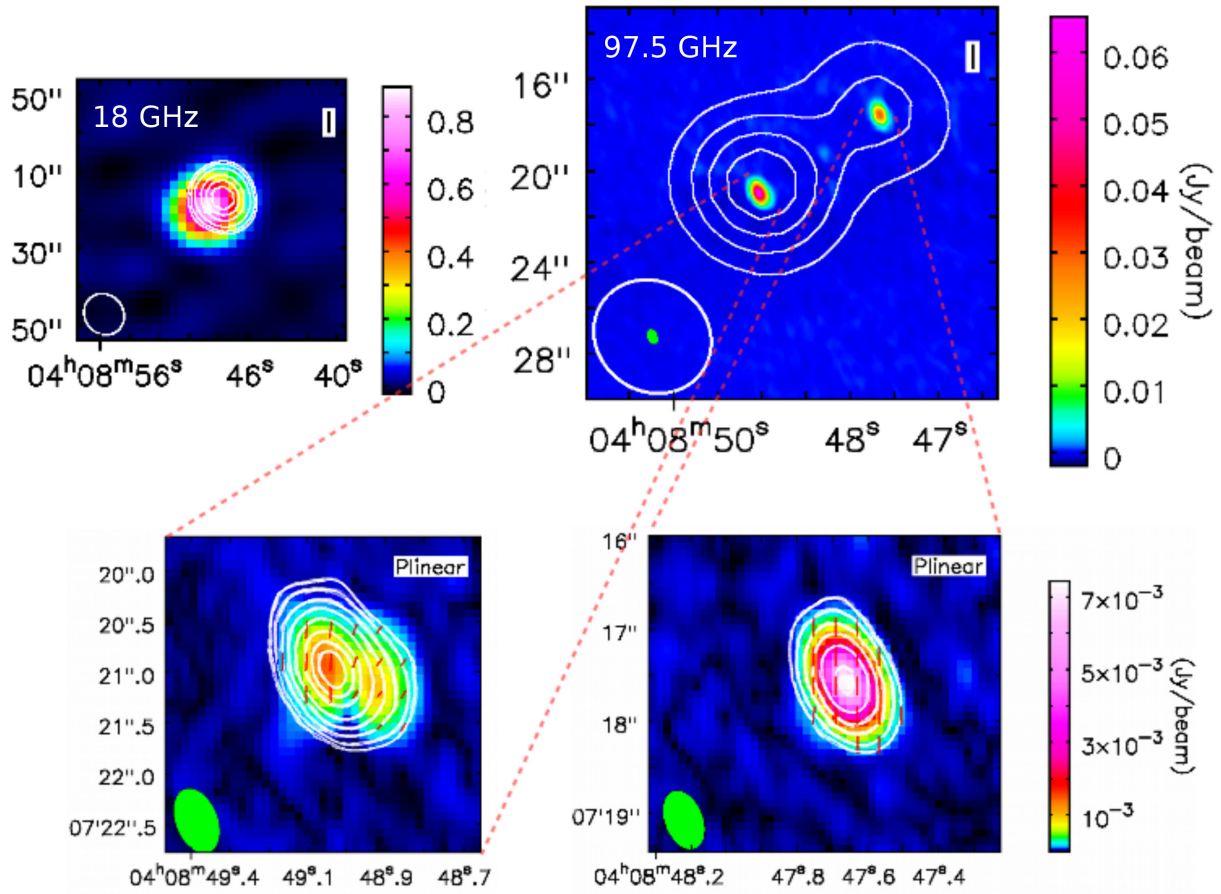 18 GHz
I
50"
10"
30"
50"
04ʰ08ᵐ56ˢ 46ˢ 40ˢ
0.8
0.6
0.4
0.2
0
97.5 GHz
I
16"
20"
24"
28"
04ʰ08ᵐ50ˢ 48ˢ 47ˢ
0.06
0.05
0.04
0.03
0.02
0.01
0
(Jy/beam)
Plinear
20".0
20".5
21".0
21".5
22".0
07'22".5
04ʰ08ᵐ49ˢ.4 49ˢ.1 48ˢ.9 48ˢ.7
Plinear
16"
17"
18"
07'19"
04ʰ08ᵐ48ˢ.2 47ˢ.8 47ˢ.6 47ˢ.4
7×10⁻³
5×10⁻³
3×10⁻³
10⁻³
(Jy/beam)